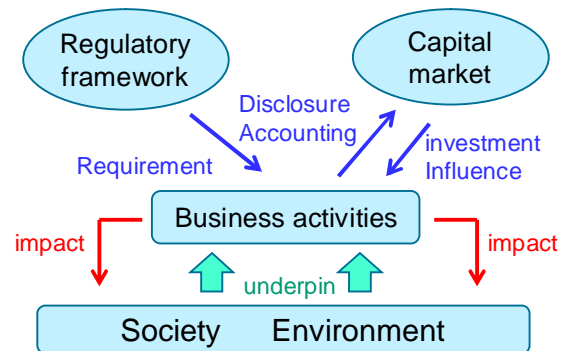 Regulatory
framework
Capital
market
Disclosure
Accounting
Requirement
investment
Influence
Business activities
impact
impact
underpin
Society Environment